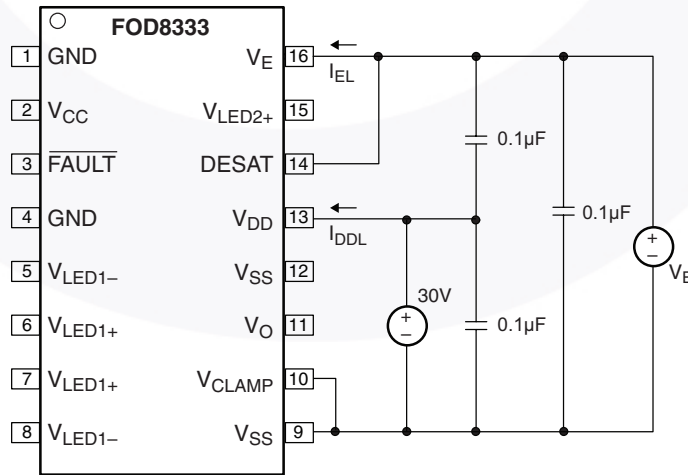 FOD8333
1 GND
2 VCC
3 FAULT
4 GND
5 VLED1–
6 VLED1+
7 VLED1+
8 VLED1–
VE 16
VLED2+ 15
DESAT 14
VDD 13
VSS 12
VO 11
VCLAMP 10
VSS 9
IEL
IDDL
0.1µF
0.1µF
0.1µF
30V
+
–
+
–
VE